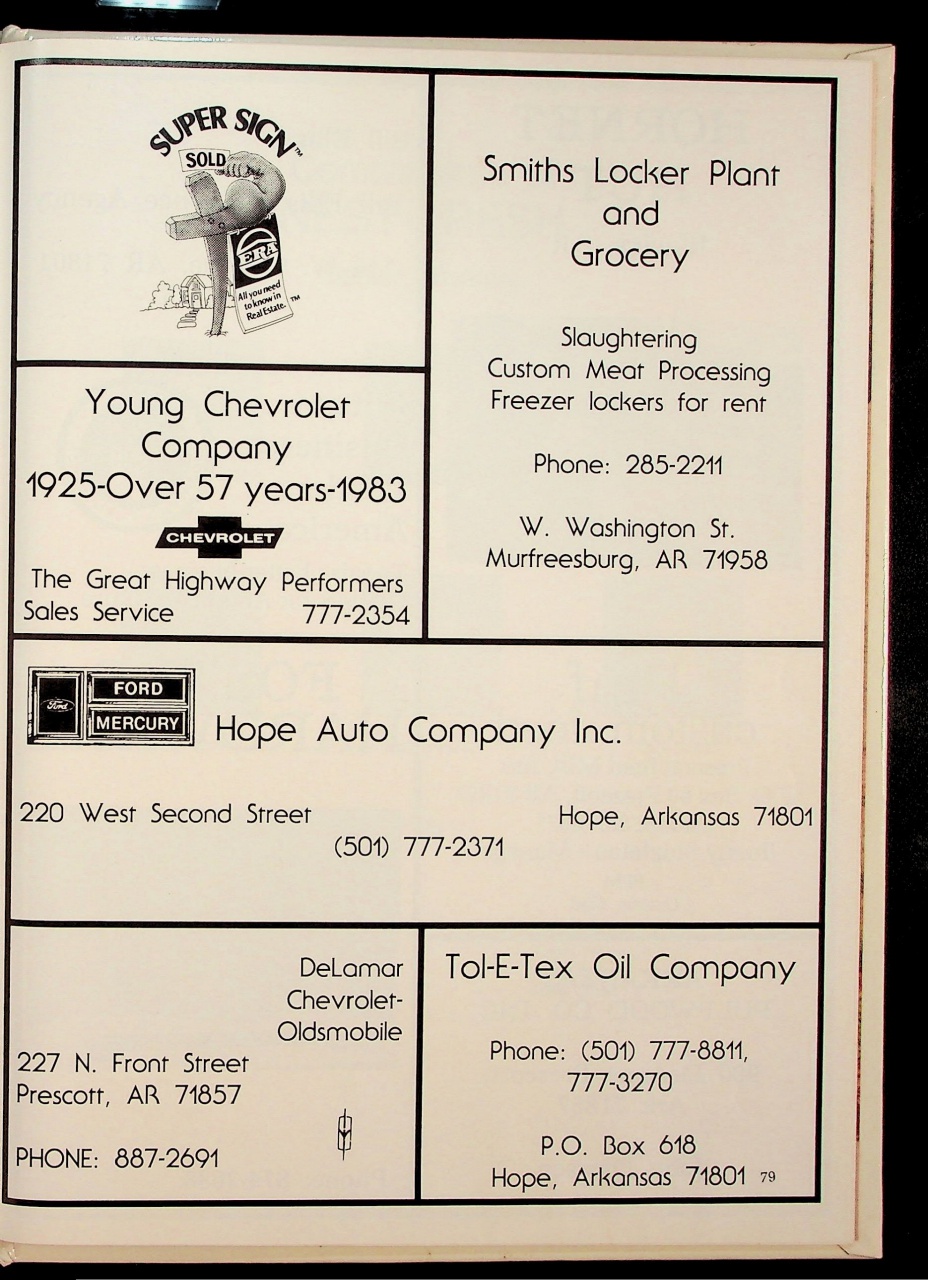 SUPER SIGN™
SOLD
ERA
All you need
to know in
Real Estate.™
Young Chevrolet
Company
1925-Over 57 years-1983
CHEVROLET
The Great Highway Performers
Sales Service 777-2354
Smiths Locker Plant
and
Grocery
Slaughtering
Custom Meat Processing
Freezer lockers for rent
Phone: 285-2211
W. Washington St.
Murfreesburg, AR 71958
Ford
FORD
MERCURY
Hope Auto Company Inc.
220 West Second Street
Hope, Arkansas 71801
(501) 777-2371
DeLamar
Chevrolet-
Oldsmobile
227 N. Front Street
Prescott, AR 71857
PHONE: 887-2691
Tol-E-Tex Oil Company
Phone: (501) 777-8811,
777-3270
P.O. Box 618
Hope, Arkansas 71801
79